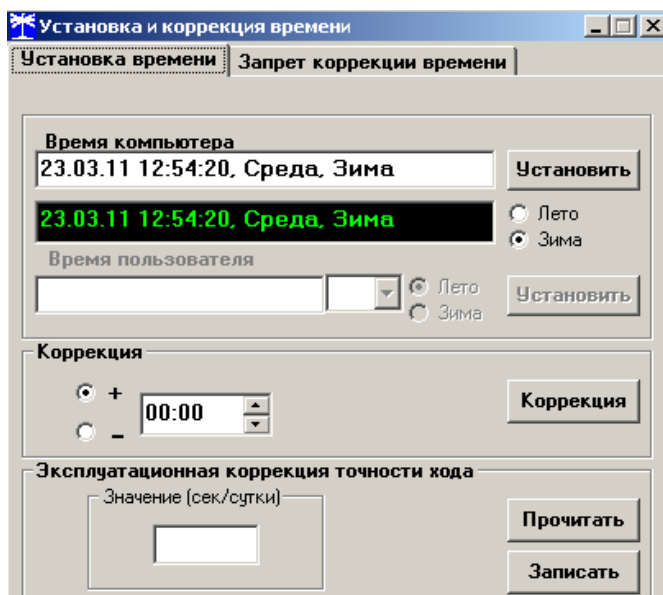 Установка и коррекция времени
Установка времени Запрет коррекции времени
Время компьютера
23.03.11 12:54:20, Среда, Зима Установить
23.03.11 12:54:20, Среда, Зима Лето
Зима
Время пользователя
Лето Установить
Зима
Коррекция
+
00:00 Коррекция
–
Эксплуатационная коррекция точности хода
Значение (сек/сутки)
Прочитать
Записать